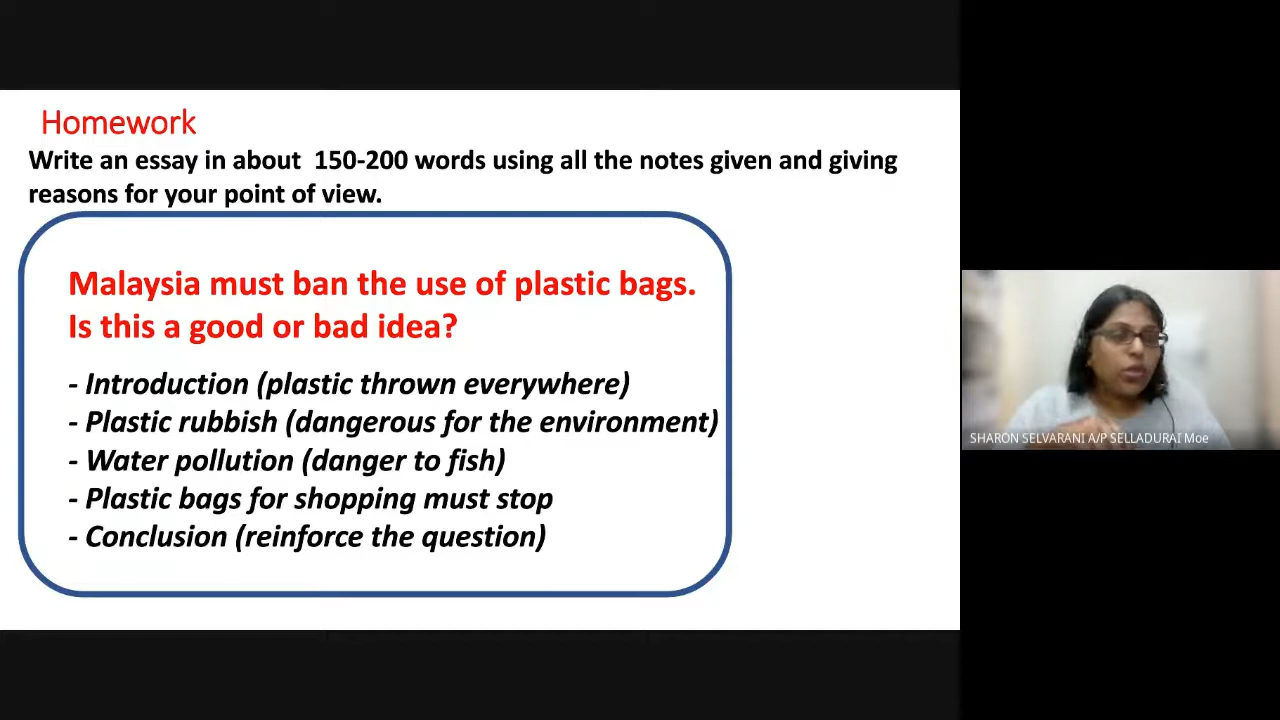 Homework
Write an essay in about 150-200 words using all the notes given and giving
reasons for your point of view.
Malaysia must ban the use of plastic bags.
Is this a good or bad idea?
- Introduction (plastic thrown everywhere)
- Plastic rubbish (dangerous for the environment)
- Water pollution (danger to fish)
- Plastic bags for shopping must stop
- Conclusion (reinforce the question)
SHARON SELVARANI A/P SELLADURAI Moe